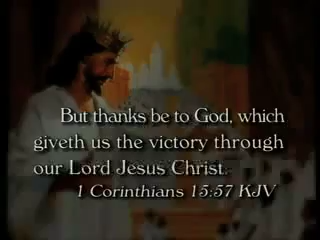 But thanks be to God, which
giveth us the victory through
our Lord Jesus Christ.
1 Corinthians 15:57 KJV